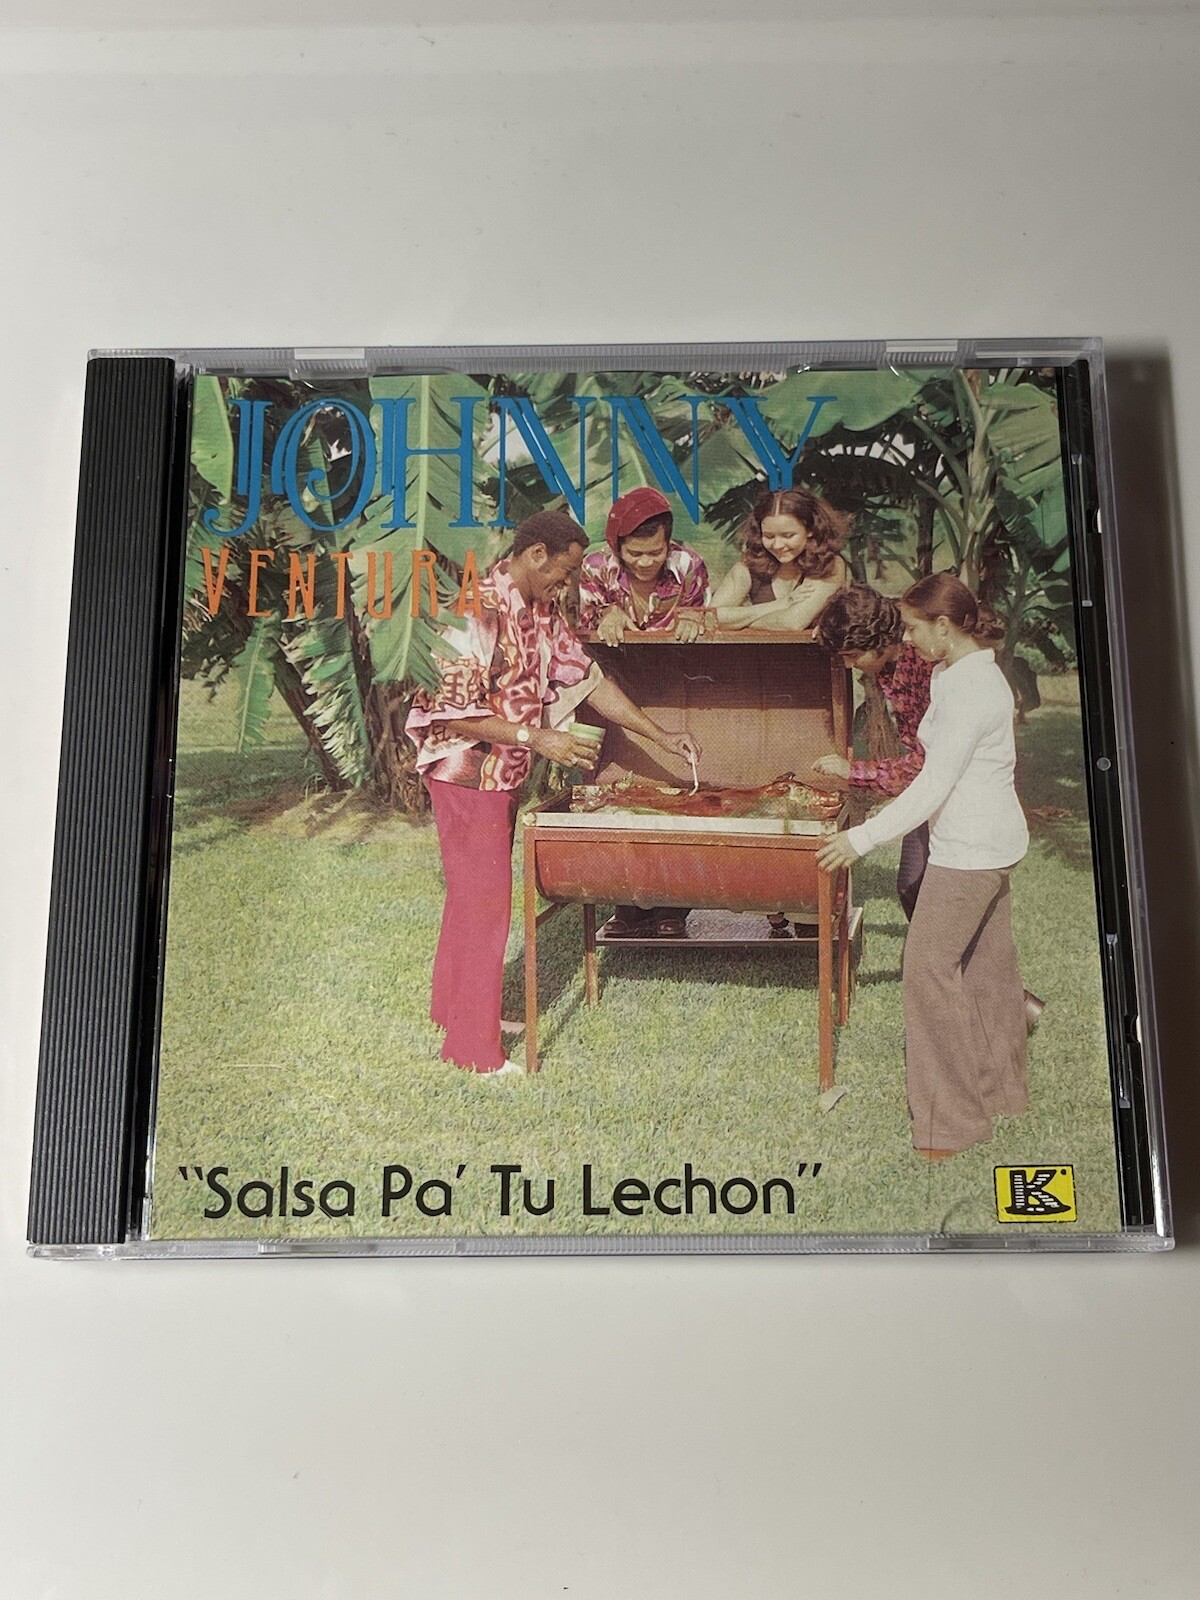 JOHNNY
VENTURA
"Salsa Pa' Tu Lechon"
K